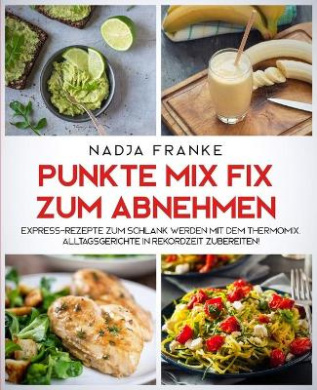 NADJA FRANKE
PUNKTE MIX FIX
ZUM ABNEHMEN
EXPRESS-REZEPTE ZUM SCHLANK WERDEN MIT DEM THERMOMIX.
ALLTAGSGERICHTE IN REKORDZEIT ZUBEREITEN!